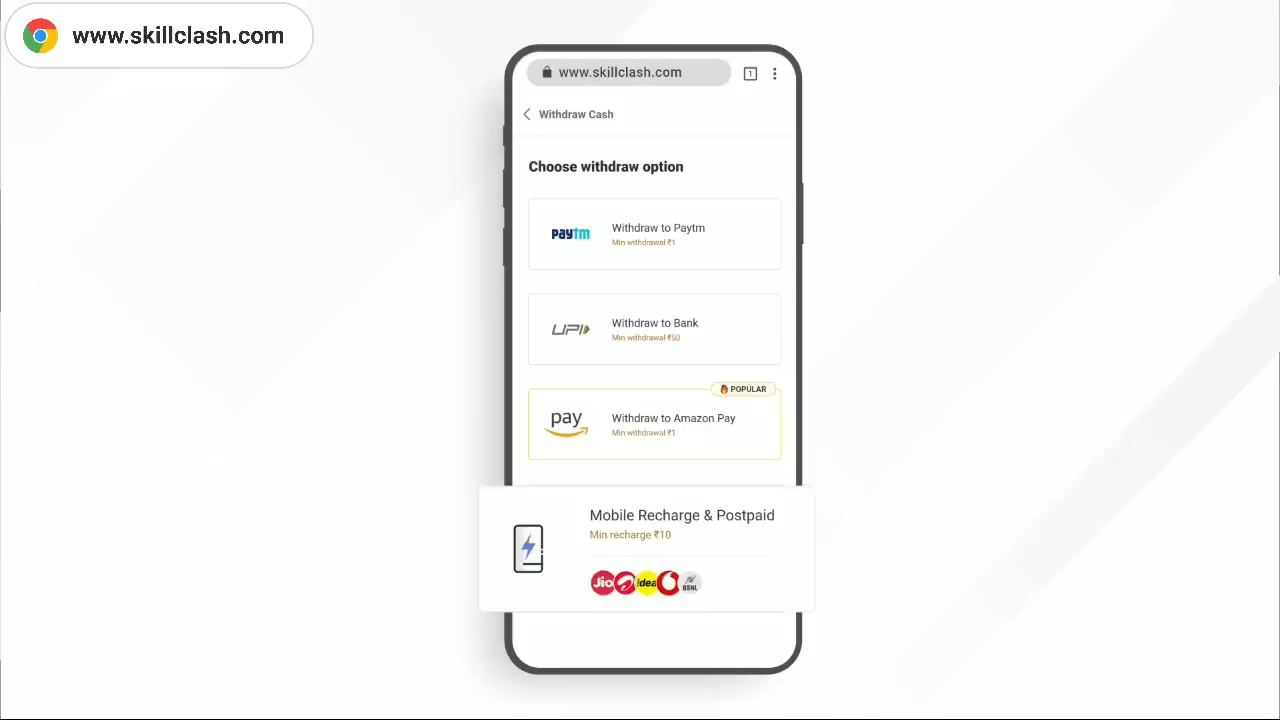 www.skillclash.com
www.skillclash.com
1
Withdraw Cash
Choose withdraw option
paytm
Withdraw to Paytm
Min withdrawal ₹1
UPI
Withdraw to Bank
Min withdrawal ₹50
POPULAR
pay
Withdraw to Amazon Pay
Min withdrawal ₹1
Mobile Recharge & Postpaid
Min recharge ₹10
Jio
!dea
BSNL